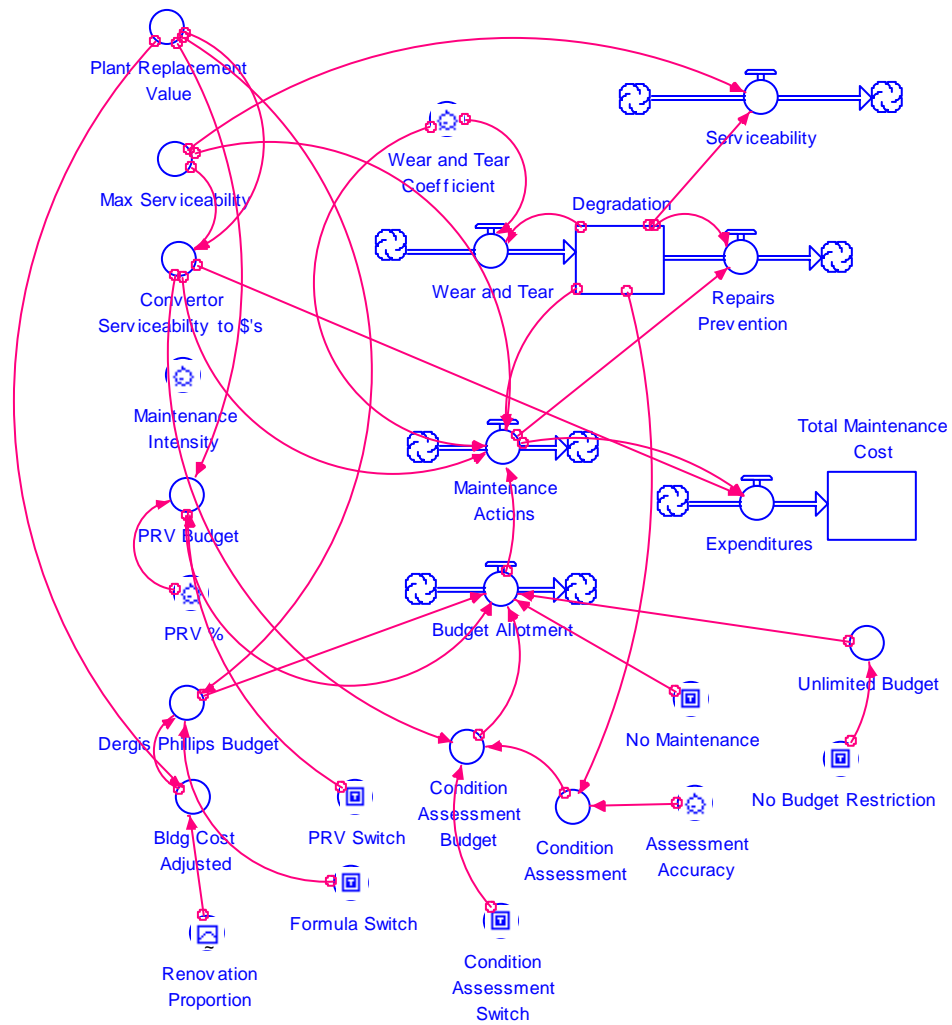 Plant Replacement
Value
Serviceability
Wear and Tear
Coefficient
Max Serviceability
Degradation
Wear and Tear
Repairs
Prevention
Convertor
Serviceability to $'s
Maintenance
Intensity
Total Maintenance
Cost
Maintenance
Actions
PRV Budget
Expenditures
PRV %
Budget Allotment
Unlimited Budget
Dergis Phillips Budget
No Maintenance
Condition
Assessment
Budget
No Budget Restriction
Bldg Cost
Adjusted
PRV Switch
Condition
Assessment
Assessment
Accuracy
Formula Switch
T
T
T
T
T
~
Renovation
Proportion
Condition
Assessment
Switch